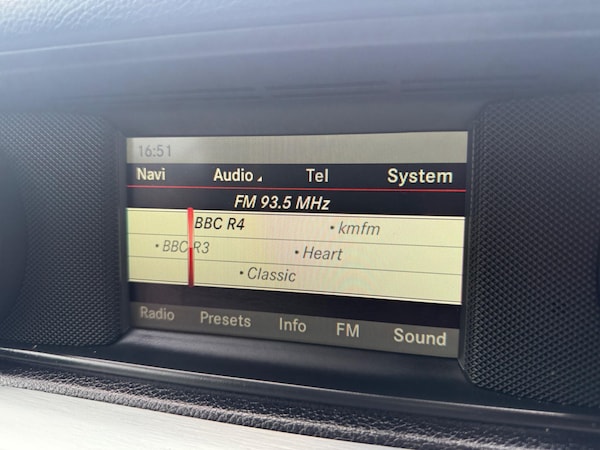 16:51
Navi Audio Tel System
FM 93.5 MHz
BBC R4 • kmfm
• BBC R3 • Heart
• Classic
Radio Presets Info FM Sound